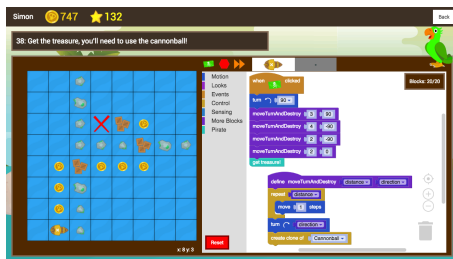 Simon 747 132 Back
38: Get the treasure, you'll need to use the cannonball!
Motion
Looks
Events
Control
Sensing
More Blocks
Pirate
Reset
x: 8 y: 3
Blocks: 20/20
when clicked
turn 90
moveTurnAndDestroy 3 90
moveTurnAndDestroy 4 -90
moveTurnAndDestroy 2 -90
moveTurnAndDestroy 2
get treasure!
define moveTurnAndDestroy distance direction
repeat distance
move 1 steps
turn direction
create clone of Cannonball